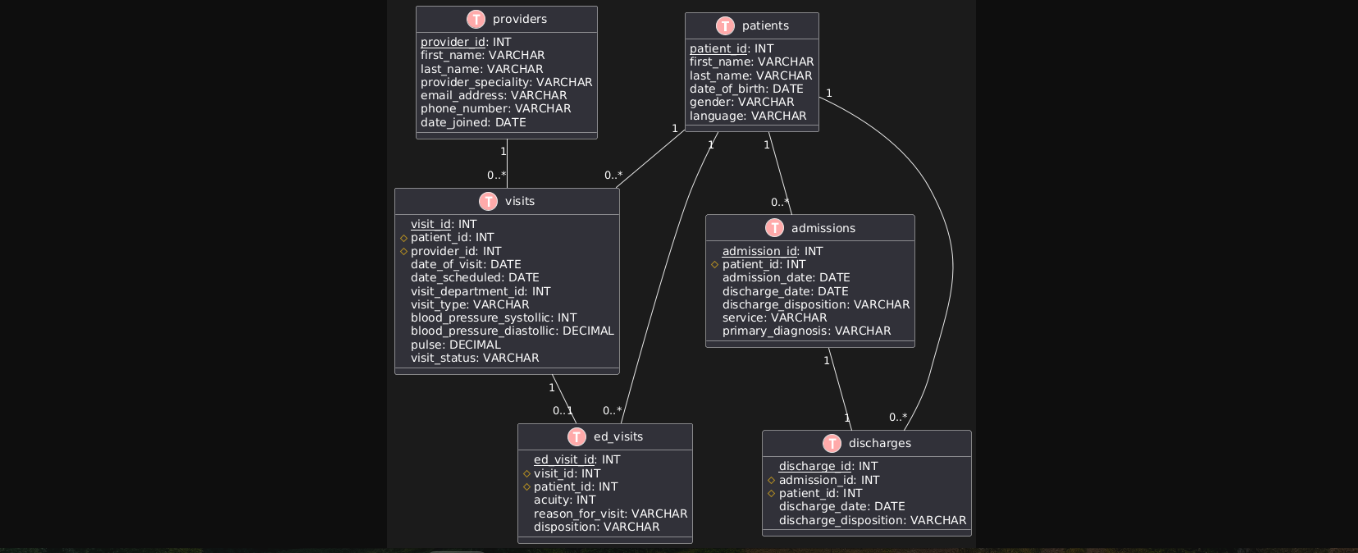 T providers
provider_id: INT
first_name: VARCHAR
last_name: VARCHAR
provider_speciality: VARCHAR
email_address: VARCHAR
phone_number: VARCHAR
date_joined: DATE
T patients
patient_id: INT
first_name: VARCHAR
last_name: VARCHAR
date_of_birth: DATE
gender: VARCHAR
language: VARCHAR
1
1
1
1
1
0..*
0..*
0..*
T visits
visit_id: INT
patient_id: INT
provider_id: INT
date_of_visit: DATE
date_scheduled: DATE
visit_department_id: INT
visit_type: VARCHAR
blood_pressure_systollic: INT
blood_pressure_diastollic: DECIMAL
pulse: DECIMAL
visit_status: VARCHAR
T admissions
admission_id: INT
patient_id: INT
admission_date: DATE
discharge_date: DATE
discharge_disposition: VARCHAR
service: VARCHAR
primary_diagnosis: VARCHAR
1
1
0..1
0..*
1
0..*
T ed_visits
ed_visit_id: INT
visit_id: INT
patient_id: INT
acuity: INT
reason_for_visit: VARCHAR
disposition: VARCHAR
T discharges
discharge_id: INT
admission_id: INT
patient_id: INT
discharge_date: DATE
discharge_disposition: VARCHAR